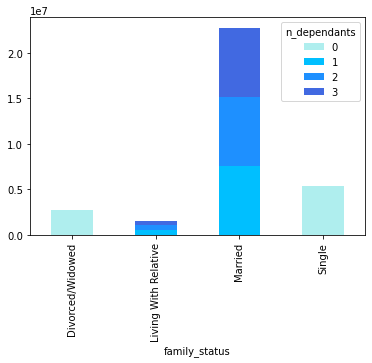 1e7
n_dependants
0
1
2
3
2.0
1.5
1.0
0.5
0.0
Divorced/Widowed
Living With Relative
Married
Single
family_status